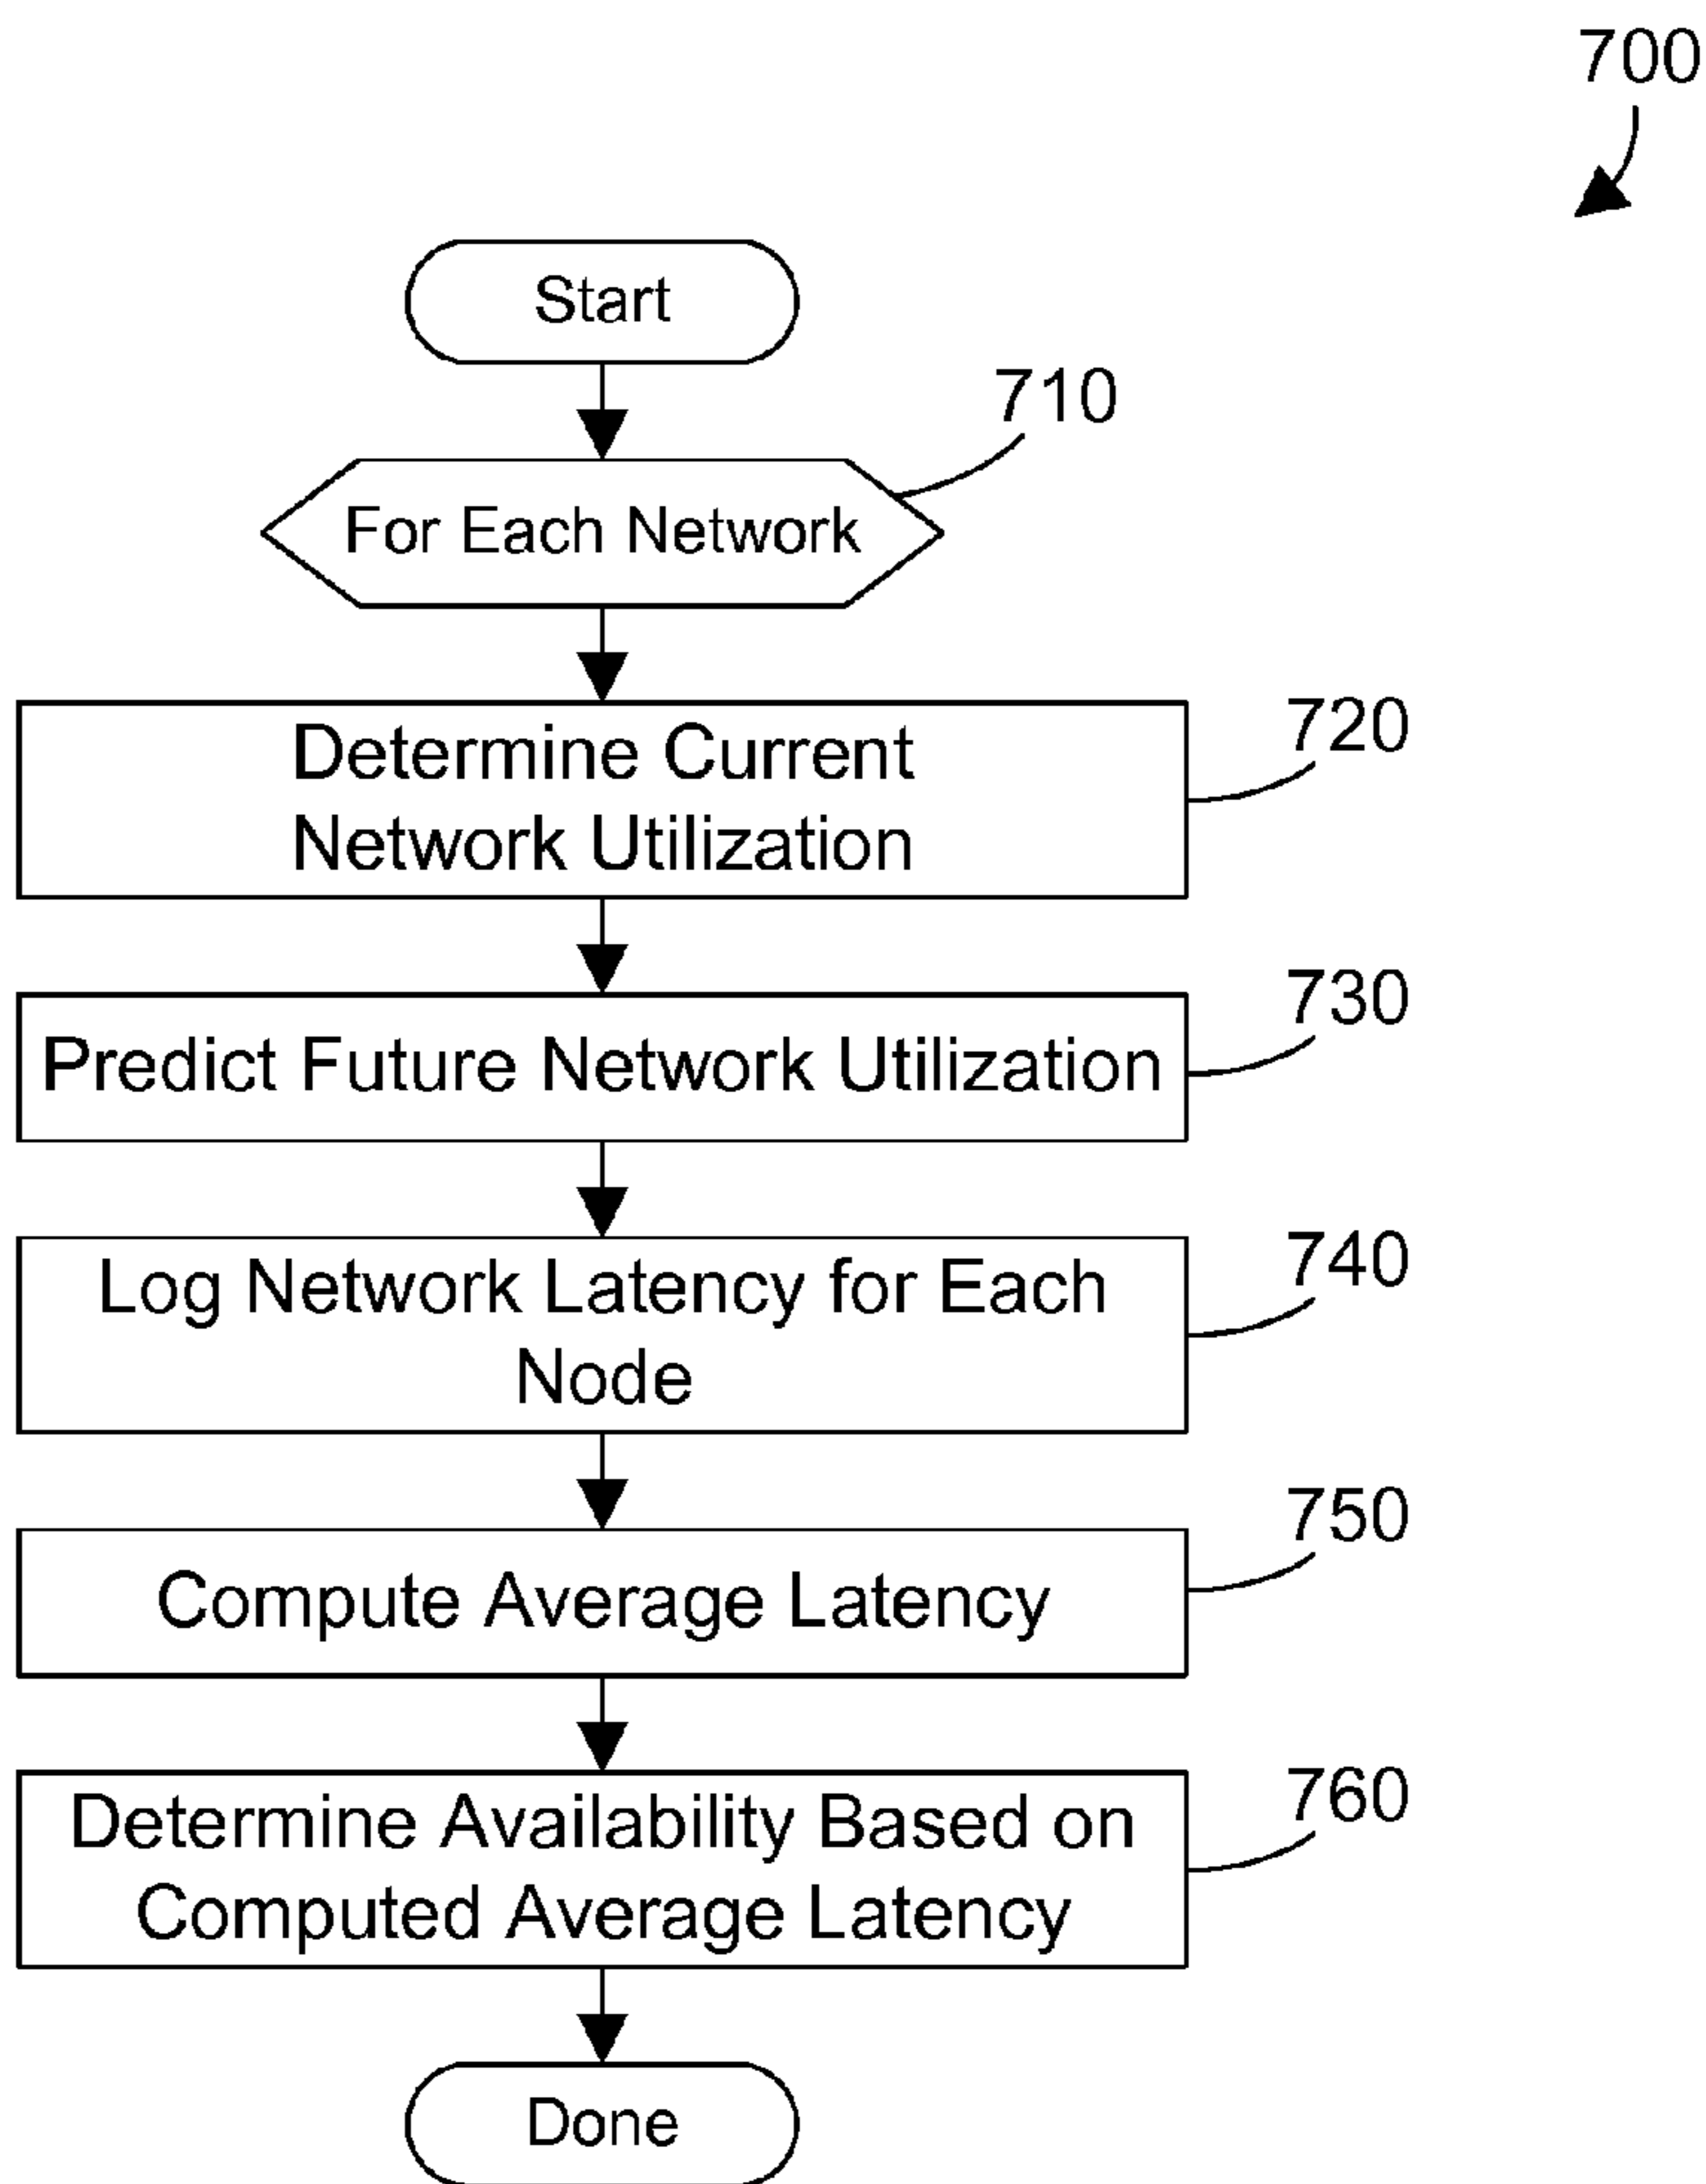 700
Start
710
For Each Network
720
Determine Current
Network Utilization
730
Predict Future Network Utilization
740
Log Network Latency for Each
Node
750
Compute Average Latency
760
Determine Availability Based on
Computed Average Latency
Done